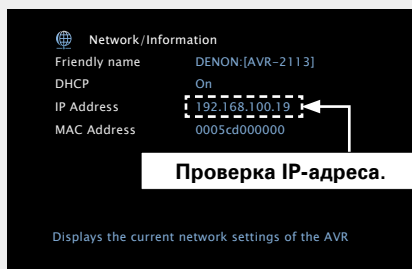 Network/Information
Friendly name DENON:[AVR-2113]
DHCP On
IP Address 192.168.100.19
MAC Address 0005cd000000
Проверка IP-адреса.
Displays the current network settings of the AVR